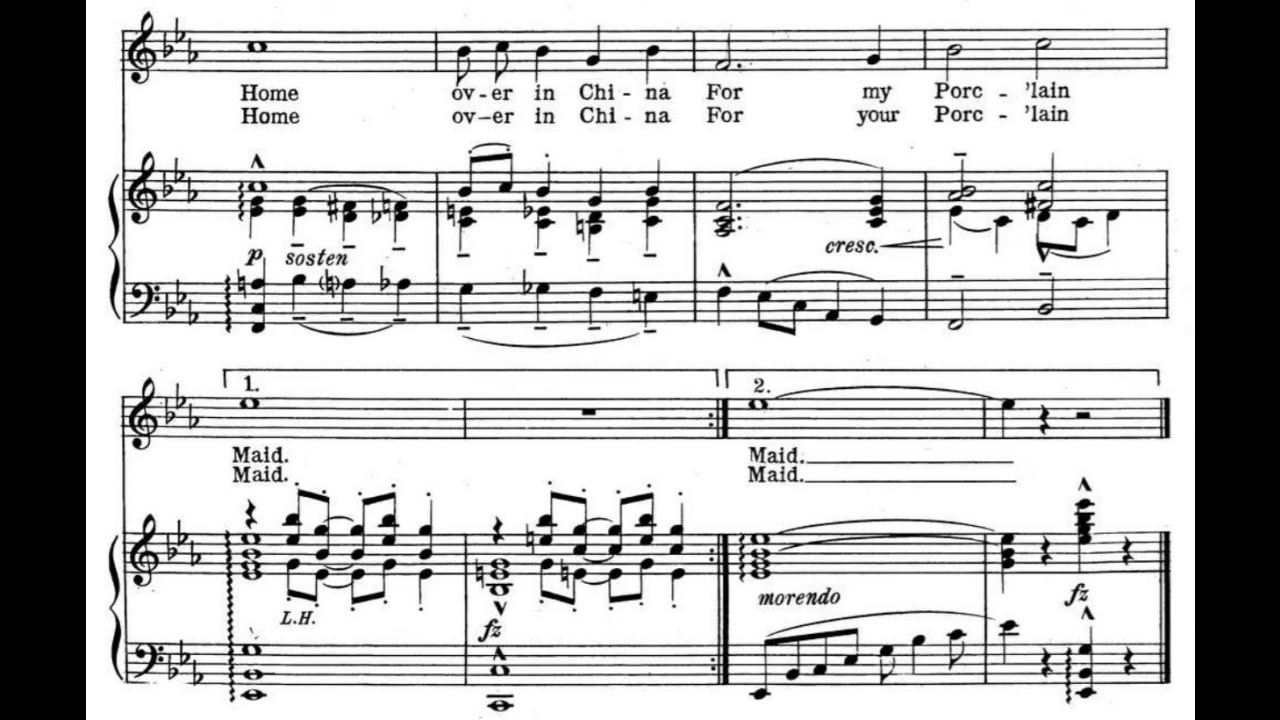 Home ov-er in Chi - na For my Porc - 'lain
Home ov-er in Chi - na For your Porc - 'lain
p sosten
cresc.
1. 2.
Maid. Maid.
Maid. Maid.
L.H.
morendo
fz
fz